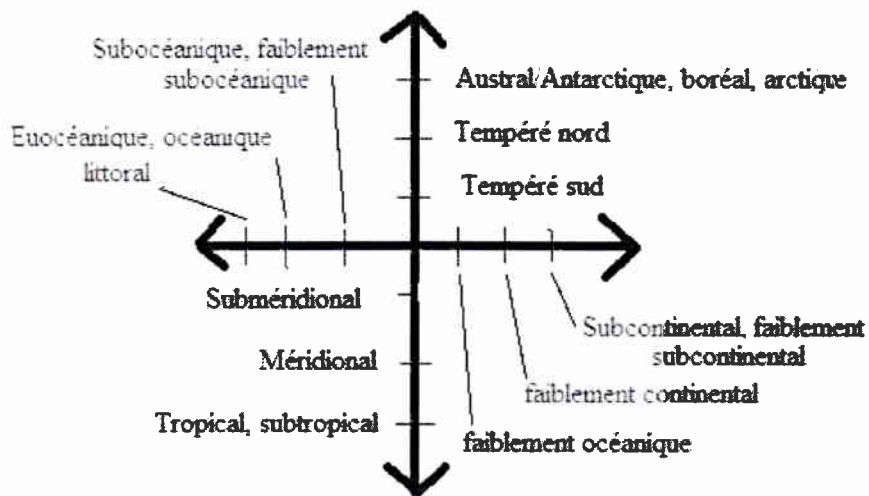 Subocéanique, faiblement
subocéanique
Austral/Antarctique, boréal, arctique
Euocéanique, océanique
littoral
Tempéré nord
Tempéré sud
Subméridional
Subcontinental, faiblement
subcontinental
Méridional
faiblement continental
Tropical, subtropical
faiblement océanique